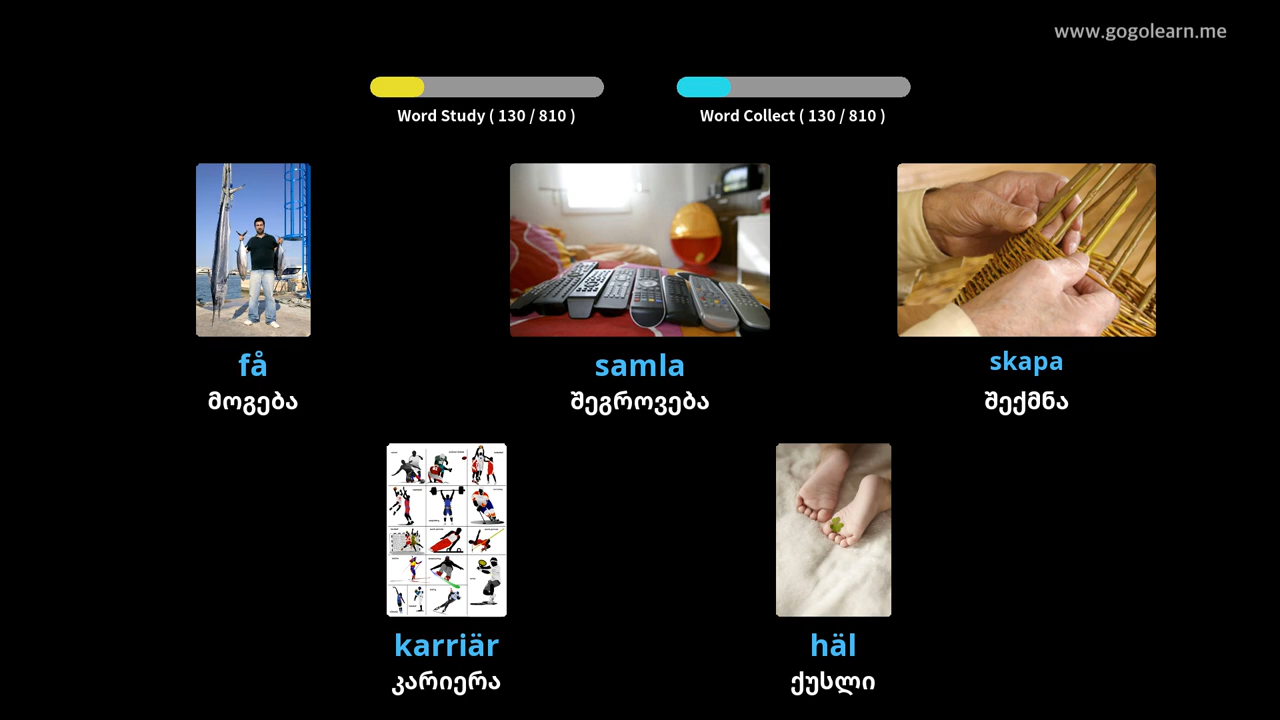 www.gogolearn.me
Word Study ( 130 / 810 )
Word Collect ( 130 / 810 )
få
მოგება
samla
შეგროვება
skapa
შექმნა
karriär
კარიერა
häl
ქუსლი